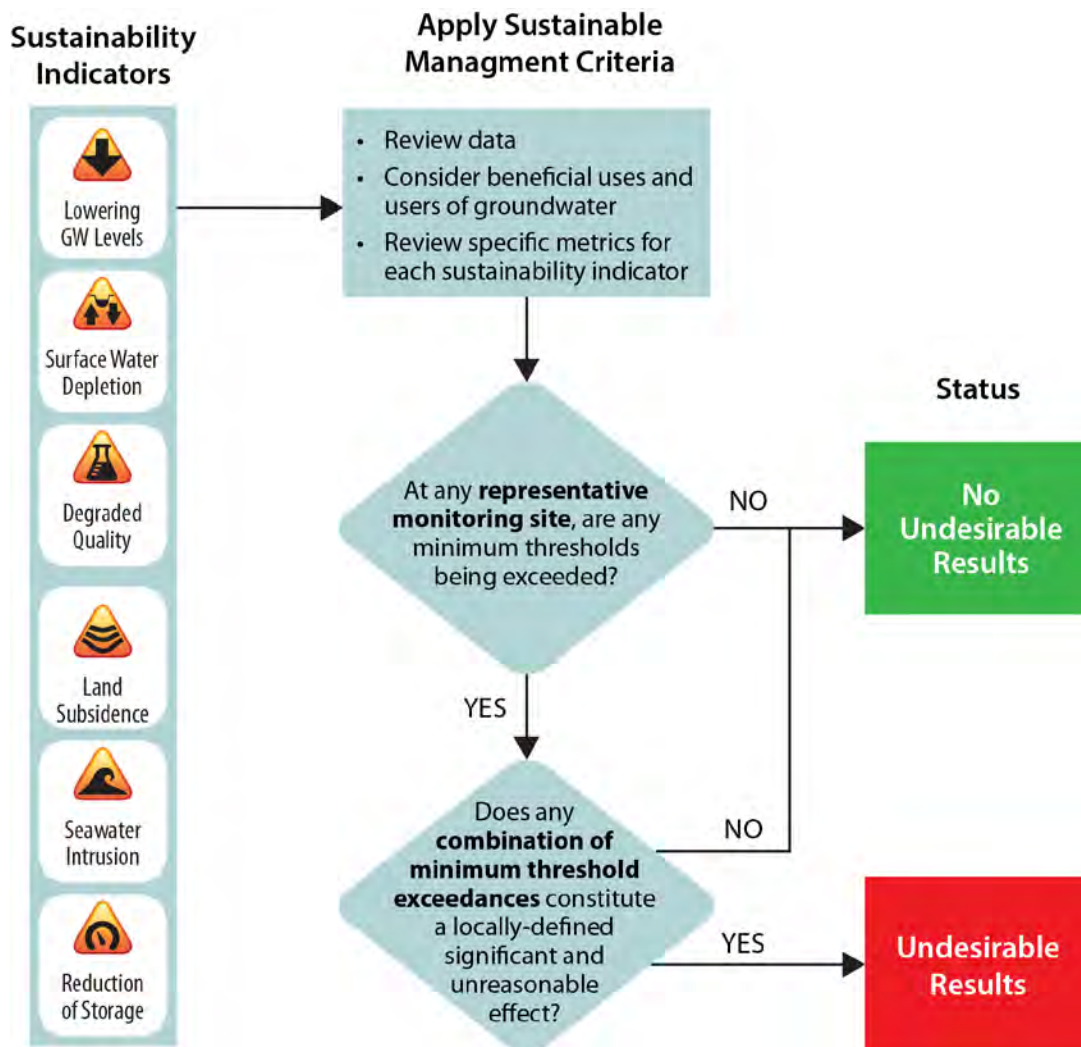 Sustainability
Indicators
Lowering
GW Levels
Surface Water
Depletion
Degraded
Quality
Land
Subsidence
Seawater
Intrusion
Reduction
of Storage
Apply Sustainable
Managment Criteria
• Review data
• Consider beneficial uses and
users of groundwater
• Review specific metrics for
each sustainability indicator
At any representative
monitoring site, are any
minimum thresholds
being exceeded?
NO
YES
Does any
combination of
minimum threshold
exceedances constitute
a locally-defined
significant and
unreasonable
effect?
NO
YES
Status
No
Undesirable
Results
Undesirable
Results